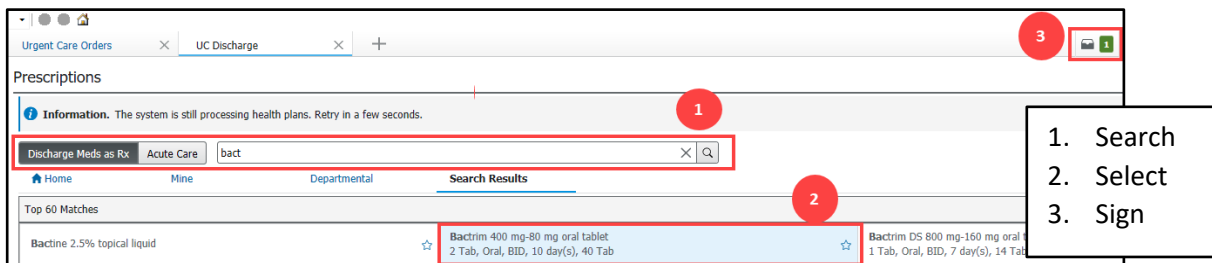 3
Urgent Care Orders UC Discharge 1
Prescriptions
1
Information. The system is still processing health plans. Retry in a few seconds.
Discharge Meds as Rx Acute Care bact
Home Mine Departmental Search Results
2
Top 60 Matches
Bactine 2.5% topical liquid
Bactrim 400 mg-80 mg oral tablet
2 Tab, Oral, BID, 10 day(s), 40 Tab
Bactrim DS 800 mg-160 mg oral
1 Tab, Oral, BID, 7 day(s), 14 Tab
1. Search
2. Select
3. Sign